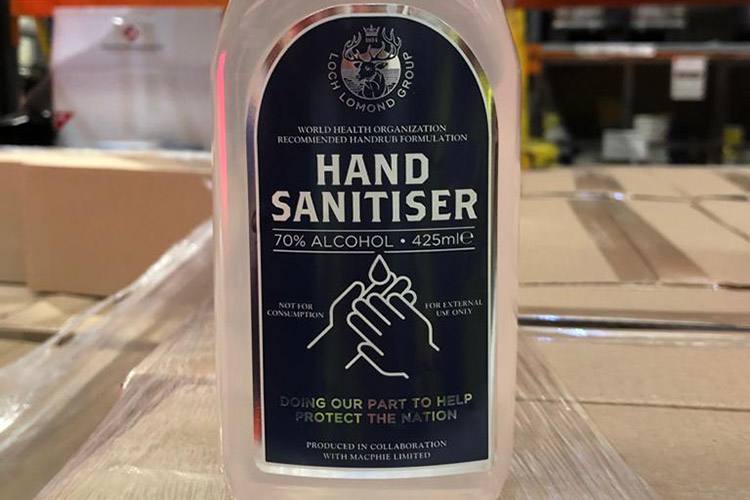 1814
LOCH LOMOND GROUP
WORLD HEALTH ORGANIZATION
RECOMMENDED HANDRUB FORMULATION
HAND
SANITISER
70% ALCOHOL • 425ml℮
NOT FOR
CONSUMPTION
FOR EXTERNAL
USE ONLY
DOING OUR PART TO HELP
PROTECT THE NATION
PRODUCED IN COLLABORATION
WITH MACPHIE LIMITED